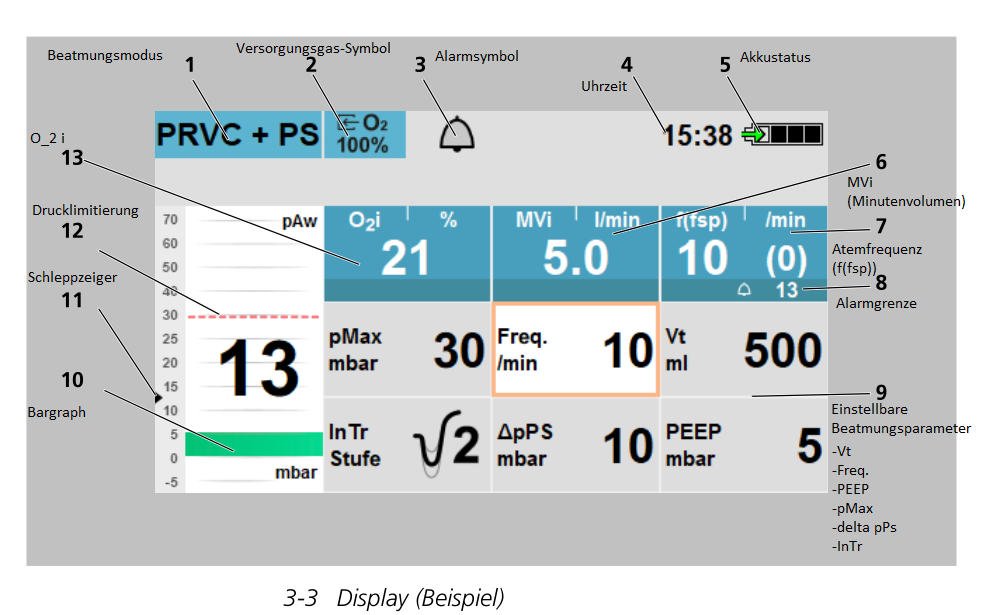 Beatmungsmodus
1
Versorgungsgas-Symbol
2
3 Alarmsymbol
4
Uhrzeit
5 Akkustatus
PRVC + PS
O2
100%
15:38
O_2 i
13
6
MVi
(Minutenvolumen)
Drucklimitierung
12
7
Atemfrequenz
(f(fsp))
Schleppzeiger
11
8
Alarmgrenze
10
Bargraph
9
Einstellbare
Beatmungsparameter
-Vt
-Freq.
-PEEP
-pMax
-delta pPs
-InTr
pAw
70
60
50
40
30
25
20
15
10
5
0
-5
13
mbar
O2i %
21
MVi l/min
5.0
f(fsp) /min
10 (0)
13
pMax
mbar 30
Freq.
/min 10
Vt
ml 500
InTr
Stufe 2
ΔpPS
mbar 10
PEEP
mbar 5
3-3 Display (Beispiel)